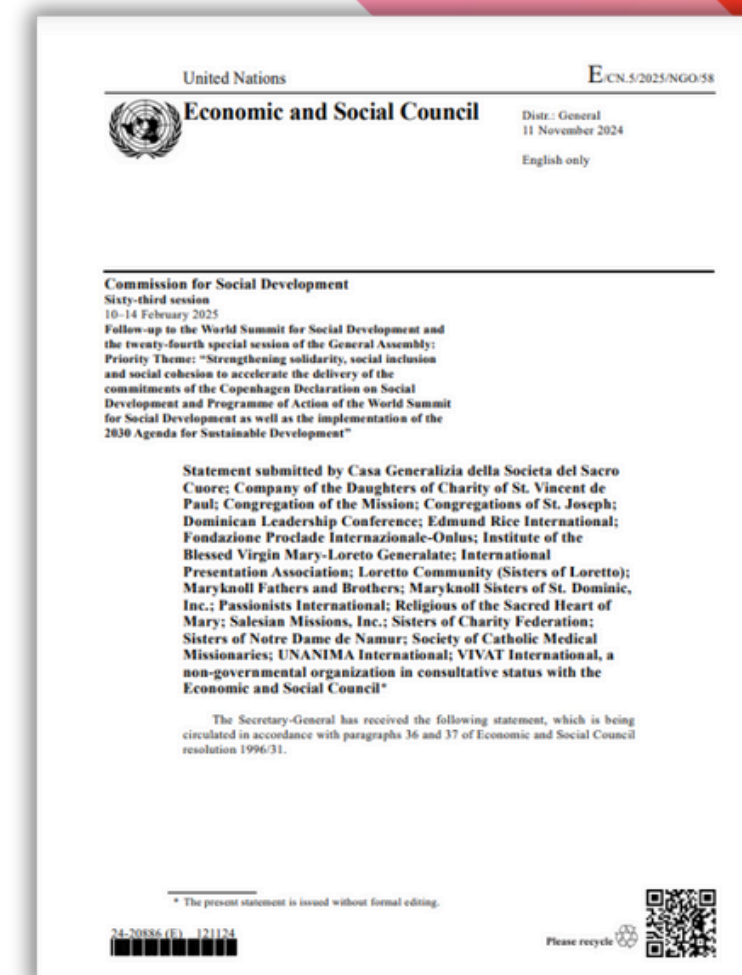 United Nations
E/CN.5/2025/NGO/58
Economic and Social Council
Distr.: General
11 November 2024
English only
Commission for Social Development
Sixty-third session
10–14 February 2025
Follow-up to the World Summit for Social Development and
the twenty-fourth special session of the General Assembly:
Priority Theme: “Strengthening solidarity, social inclusion
and social cohesion to accelerate the delivery of the
commitments of the Copenhagen Declaration on Social
Development and Programme of Action of the World Summit
for Social Development as well as the implementation of the
2030 Agenda for Sustainable Development”
Statement submitted by Casa Generalizia della Societa del Sacro
Cuore; Company of the Daughters of Charity of St. Vincent de
Paul; Congregation of the Mission; Congregations of St. Joseph;
Dominican Leadership Conference; Edmund Rice International;
Fondazione Proclade Internazionale-Onlus; Institute of the
Blessed Virgin Mary-Loreto Generalate; International
Presentation Association; Loretto Community (Sisters of Loretto);
Maryknoll Fathers and Brothers; Maryknoll Sisters of St. Dominic,
Inc.; Passionists International; Religious of the Sacred Heart of
Mary; Salesian Missions, Inc.; Sisters of Charity Federation;
Sisters of Notre Dame de Namur; Society of Catholic Medical
Missionaries; UNANIMA International; VIVAT International, a
non-governmental organization in consultative status with the
Economic and Social Council*
The Secretary-General has received the following statement, which is being
circulated in accordance with paragraphs 36 and 37 of Economic and Social Council
resolution 1996/31.
* The present statement is issued without formal editing.
24-20886 (E) 121124
Please recycle